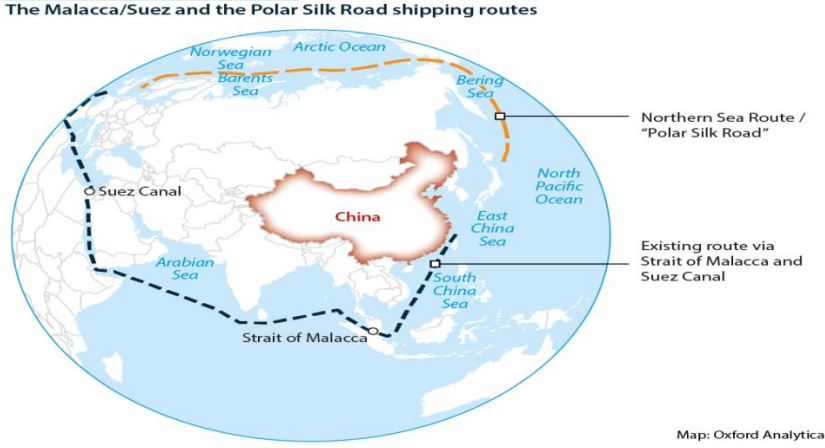 The Malacca/Suez and the Polar Silk Road shipping routes
Norwegian
Sea
Arctic Ocean
Barents
Sea
Bering
Sea
Northern Sea Route /
“Polar Silk Road”
North
Pacific
Ocean
Suez Canal
China
East
China
Sea
Arabian
Sea
Existing route via
Strait of Malacca and
Suez Canal
South
China
Sea
Strait of Malacca
Map: Oxford Analytica